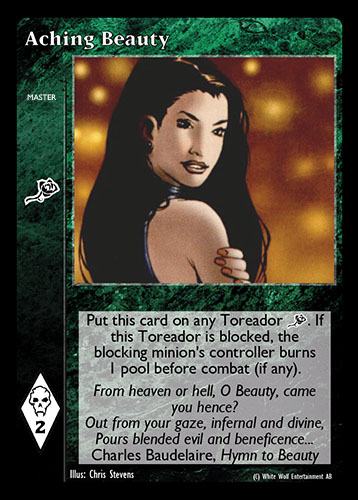 Aching Beauty
MASTER
Put this card on any Toreador. If
this Toreador is blocked, the
blocking minion's controller burns
1 pool before combat (if any).
From heaven or hell, O Beauty, came
you hence?
Out from your gaze, infernal and divine,
Pours blended evil and beneficence...
Charles Baudelaire, Hymn to Beauty
2
Illus: Chris Stevens
(C) White Wolf Entertainment AB